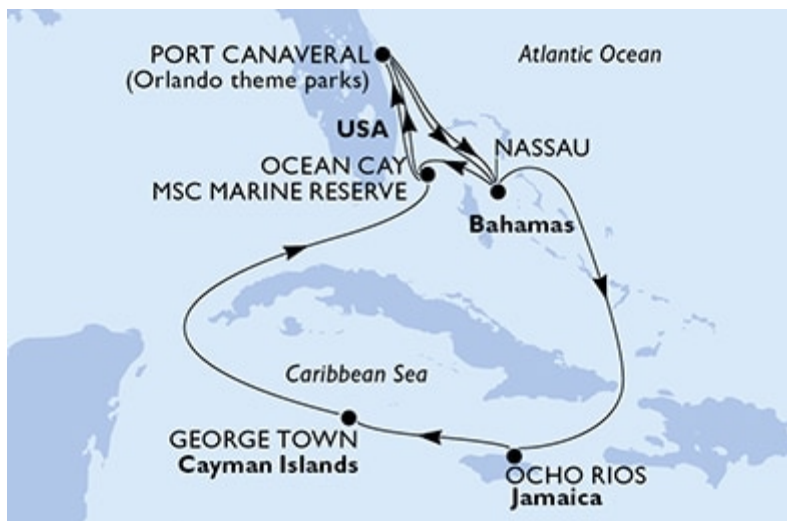 PORT CANAVERAL
(Orlando theme parks)
Atlantic Ocean
USA
NASSAU
OCEAN CAY
MSC MARINE RESERVE
Bahamas
Caribbean Sea
GEORGE TOWN
Cayman Islands
OCHO RIOS
Jamaica